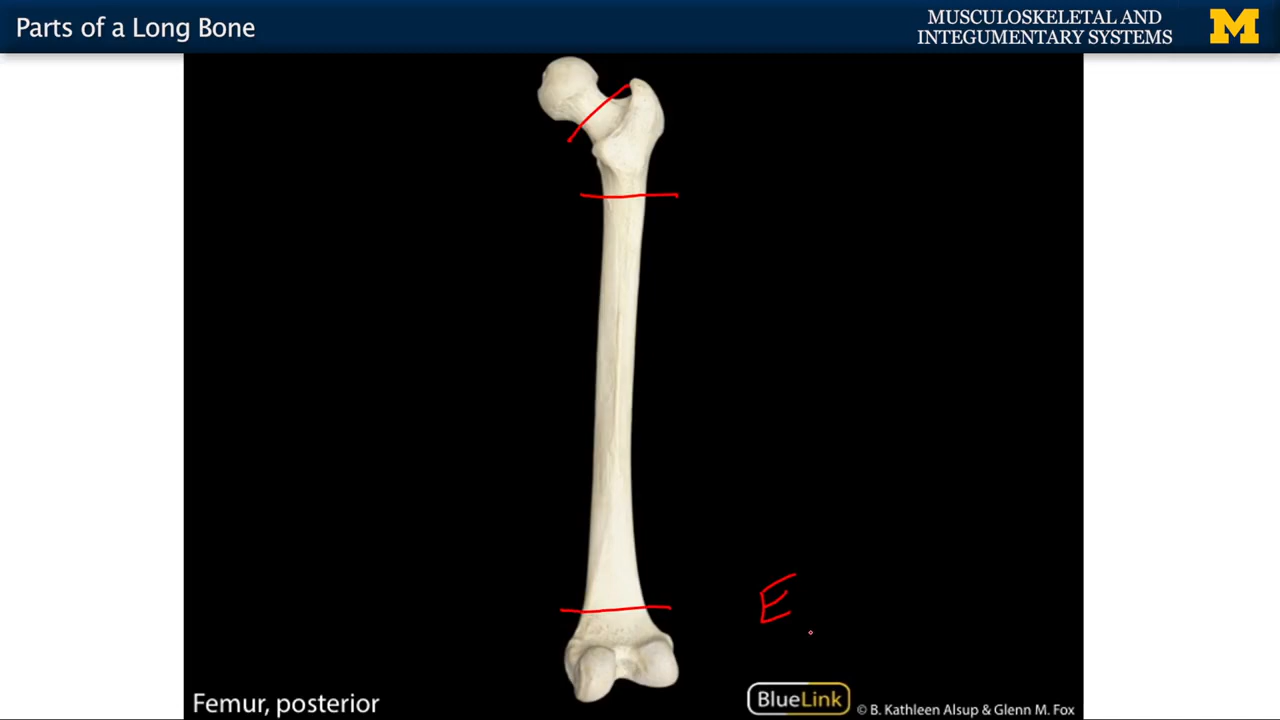 Parts of a Long Bone
MUSCULOSKELETAL AND
INTEGUMENTARY SYSTEMS
M
E
Femur, posterior
BlueLink
© B. Kathleen Alsup & Glenn M. Fox